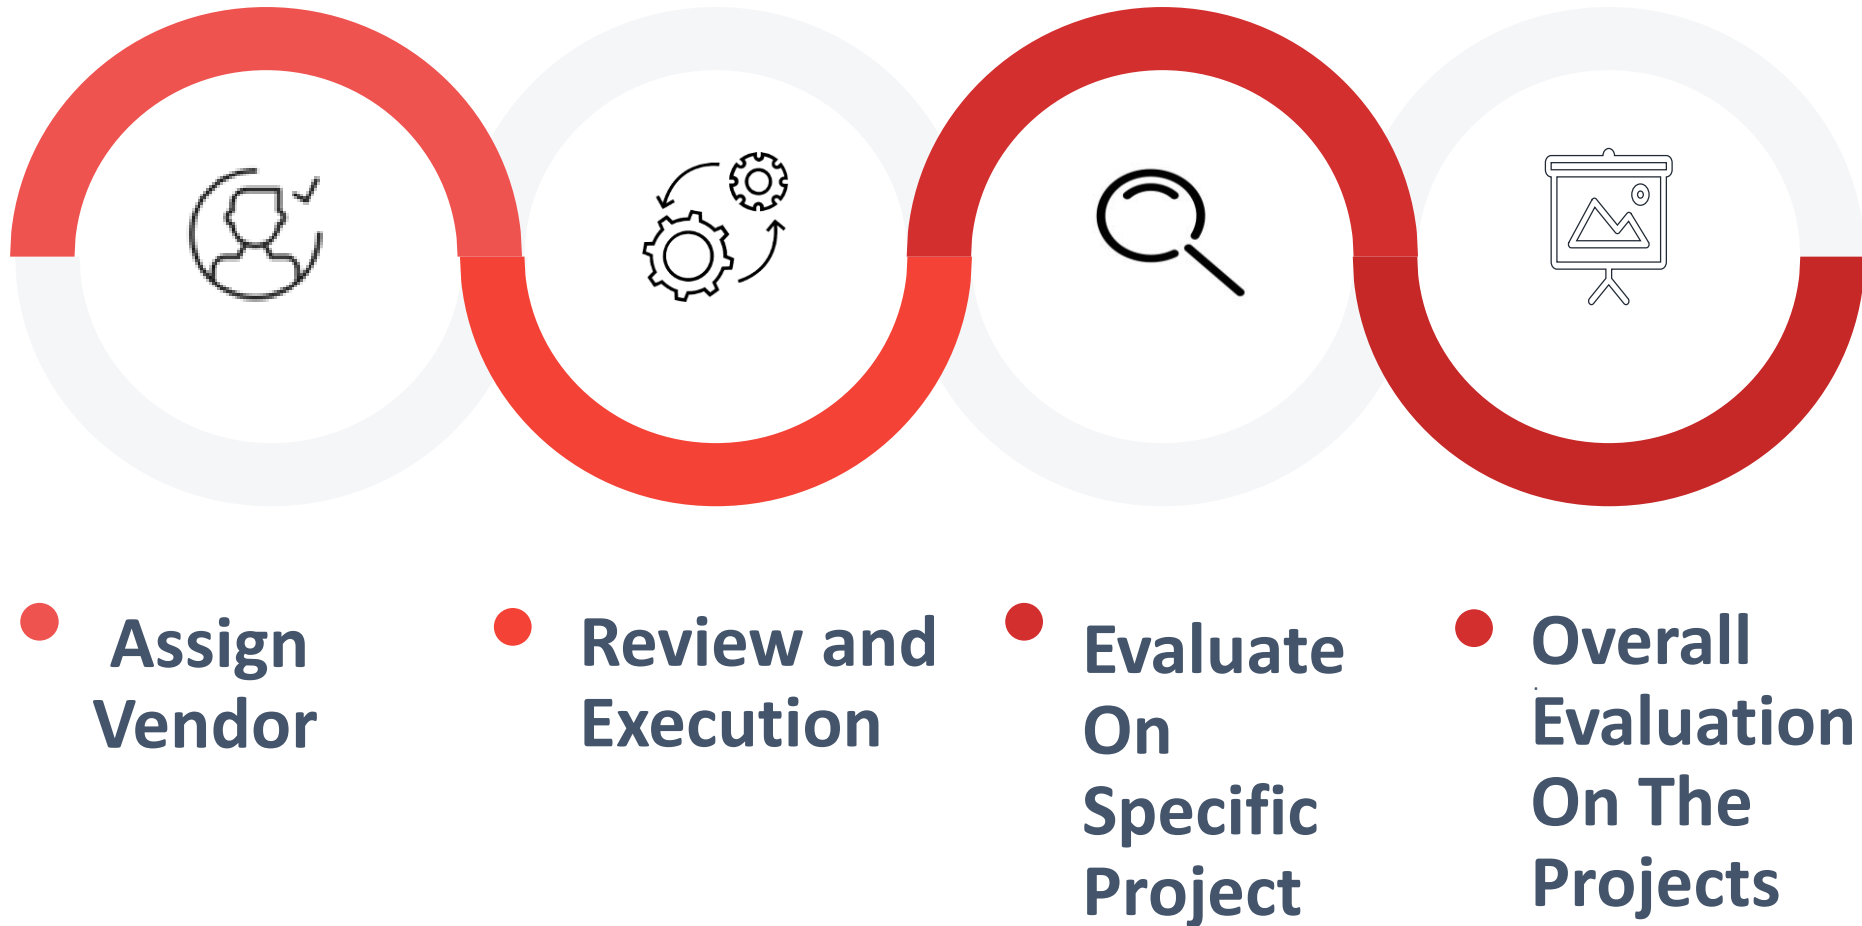 Assign
Vendor
Review and
Execution
Evaluate
On
Specific
Project
Overall
Evaluation
On The
Projects